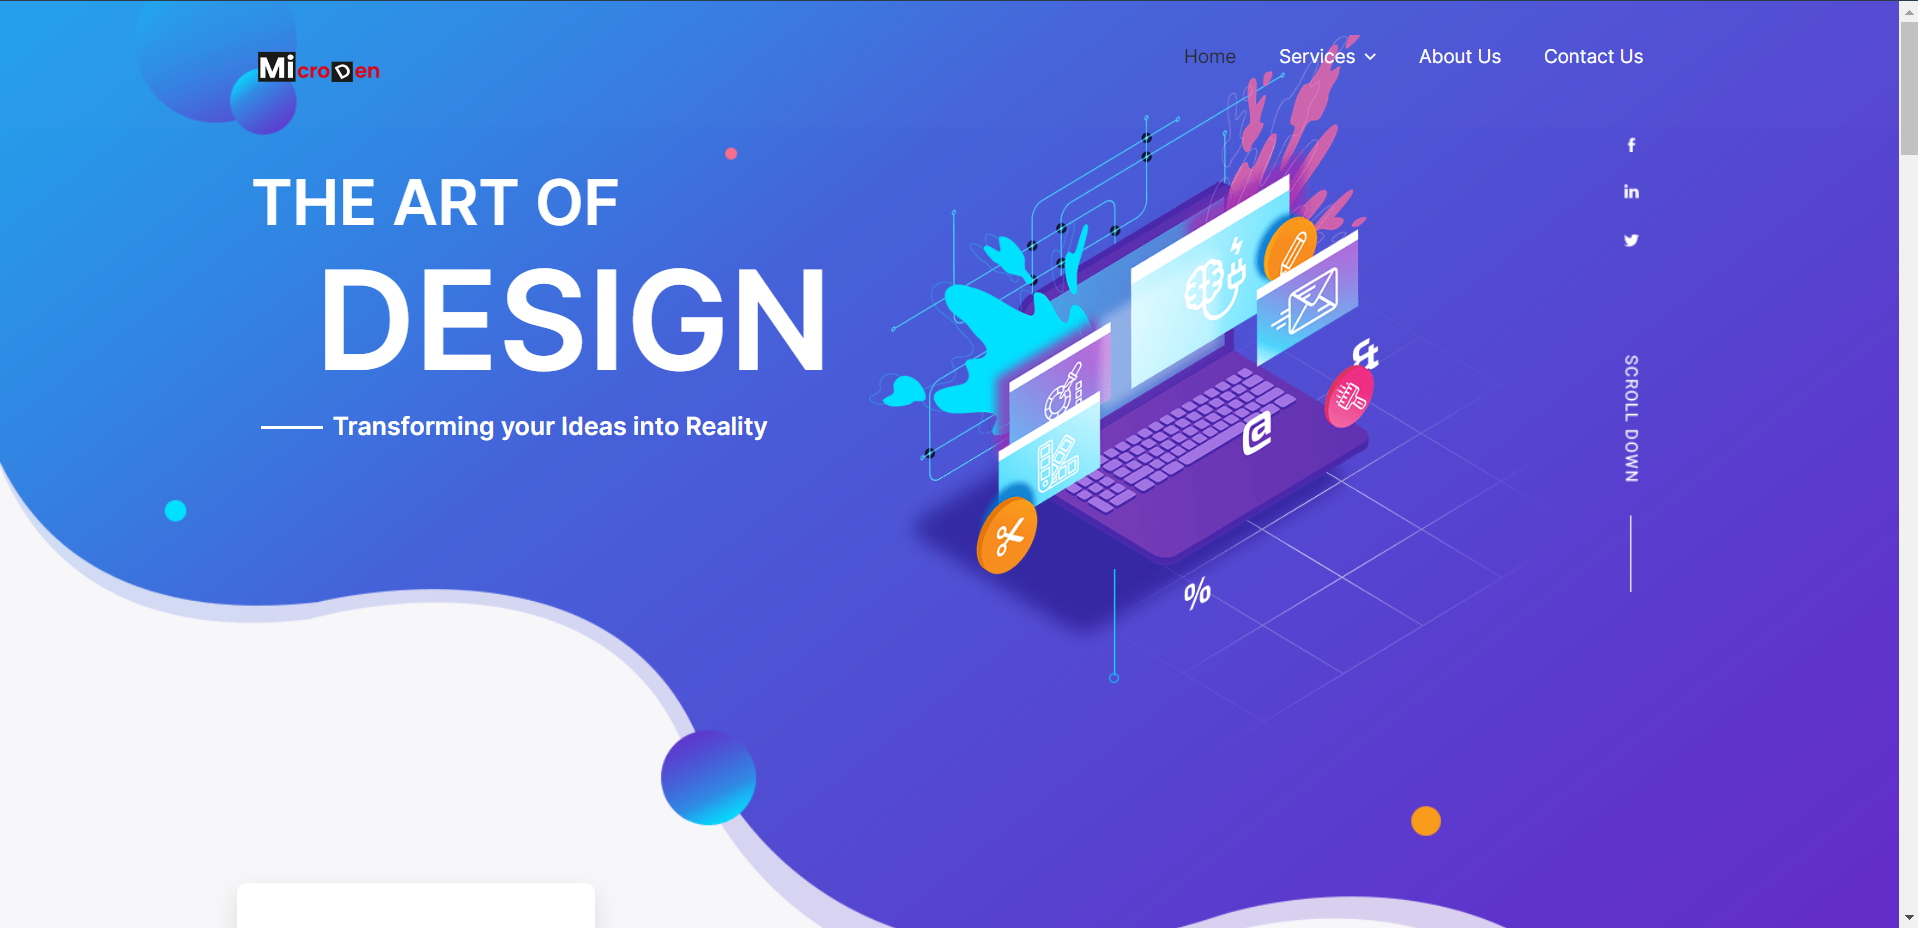 MicroDen
Home
Services
About Us
Contact Us
THE ART OF
DESIGN
Transforming your Ideas into Reality
@
%
SCROLL DOWN